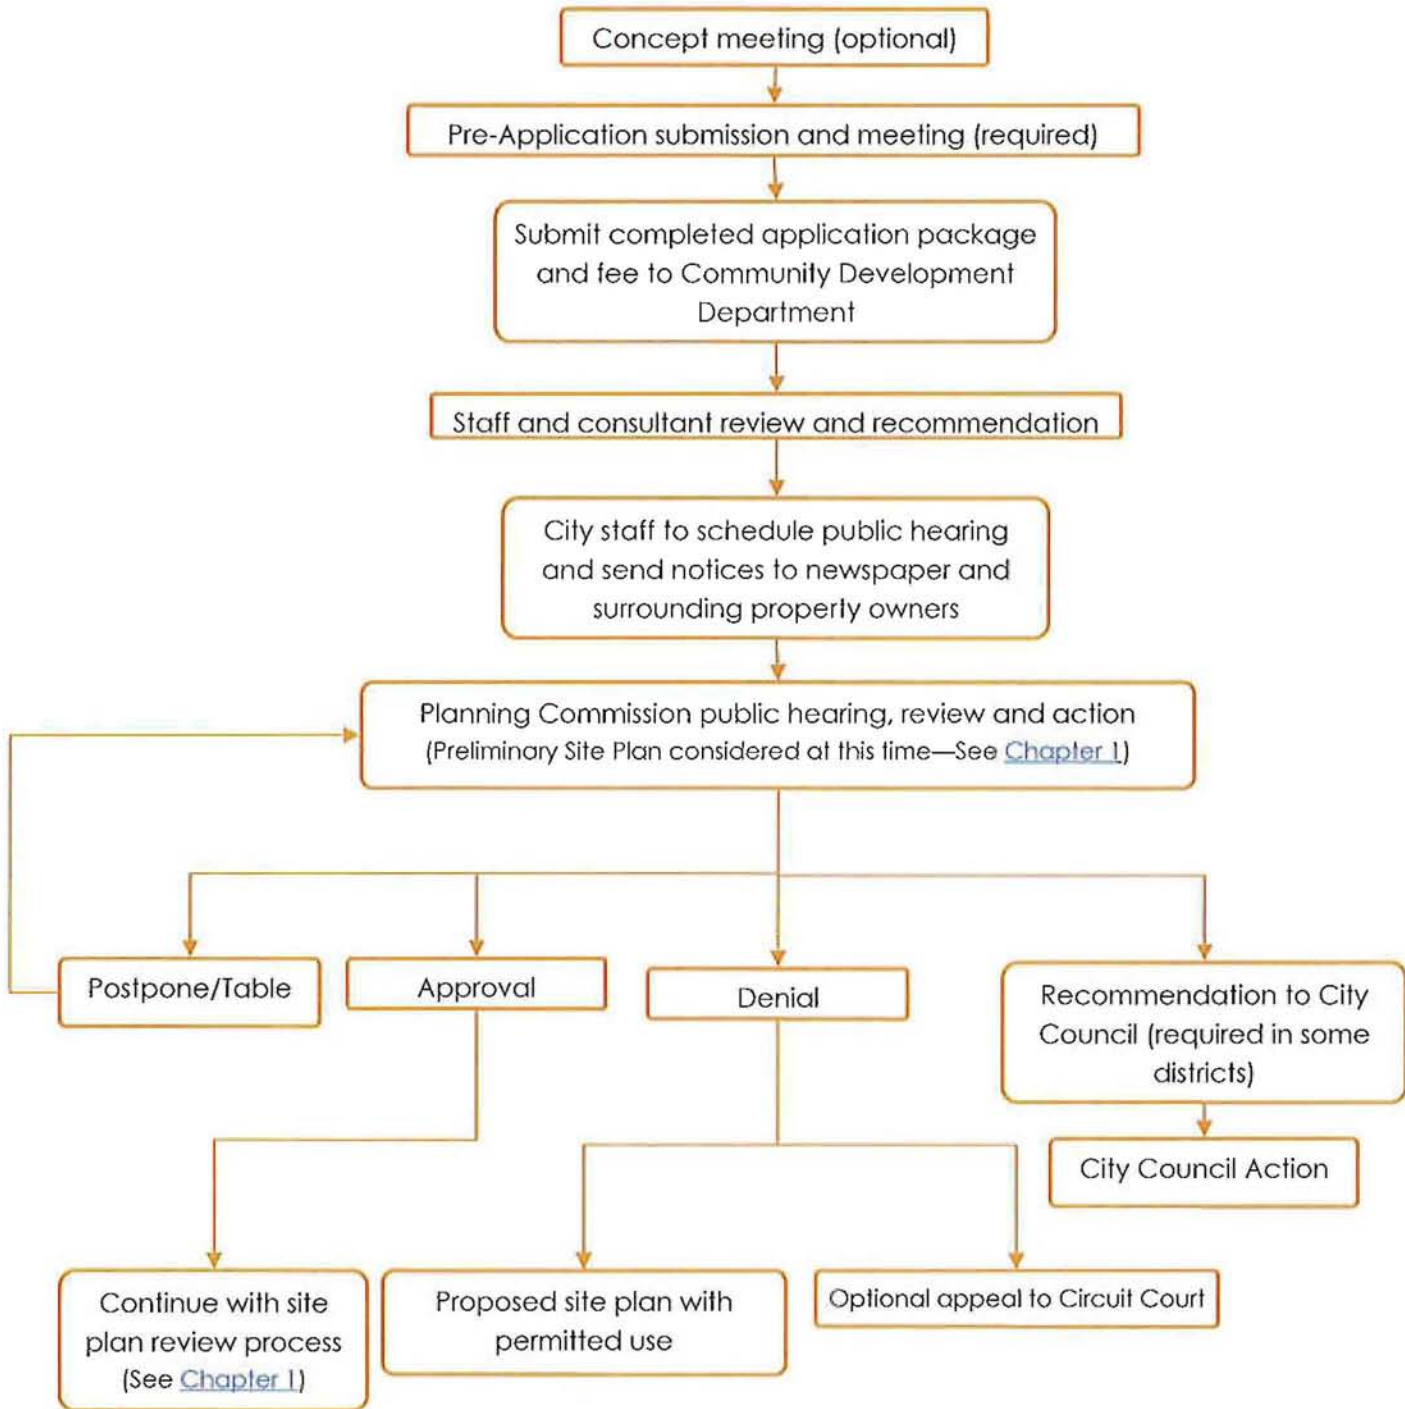 Concept meeting (optional)
Pre-Application submission and meeting (required)
Submit completed application package
and fee to Community Development
Department
Staff and consultant review and recommendation
City staff to schedule public hearing
and send notices to newspaper and
surrounding property owners
Planning Commission public hearing, review and action
(Preliminary Site Plan considered at this time—See Chapter 1)
Postpone/Table
Approval
Denial
Recommendation to City
Council (required in some
districts)
City Council Action
Continue with site
plan review process
(See Chapter 1)
Proposed site plan with
permitted use
Optional appeal to Circuit Court